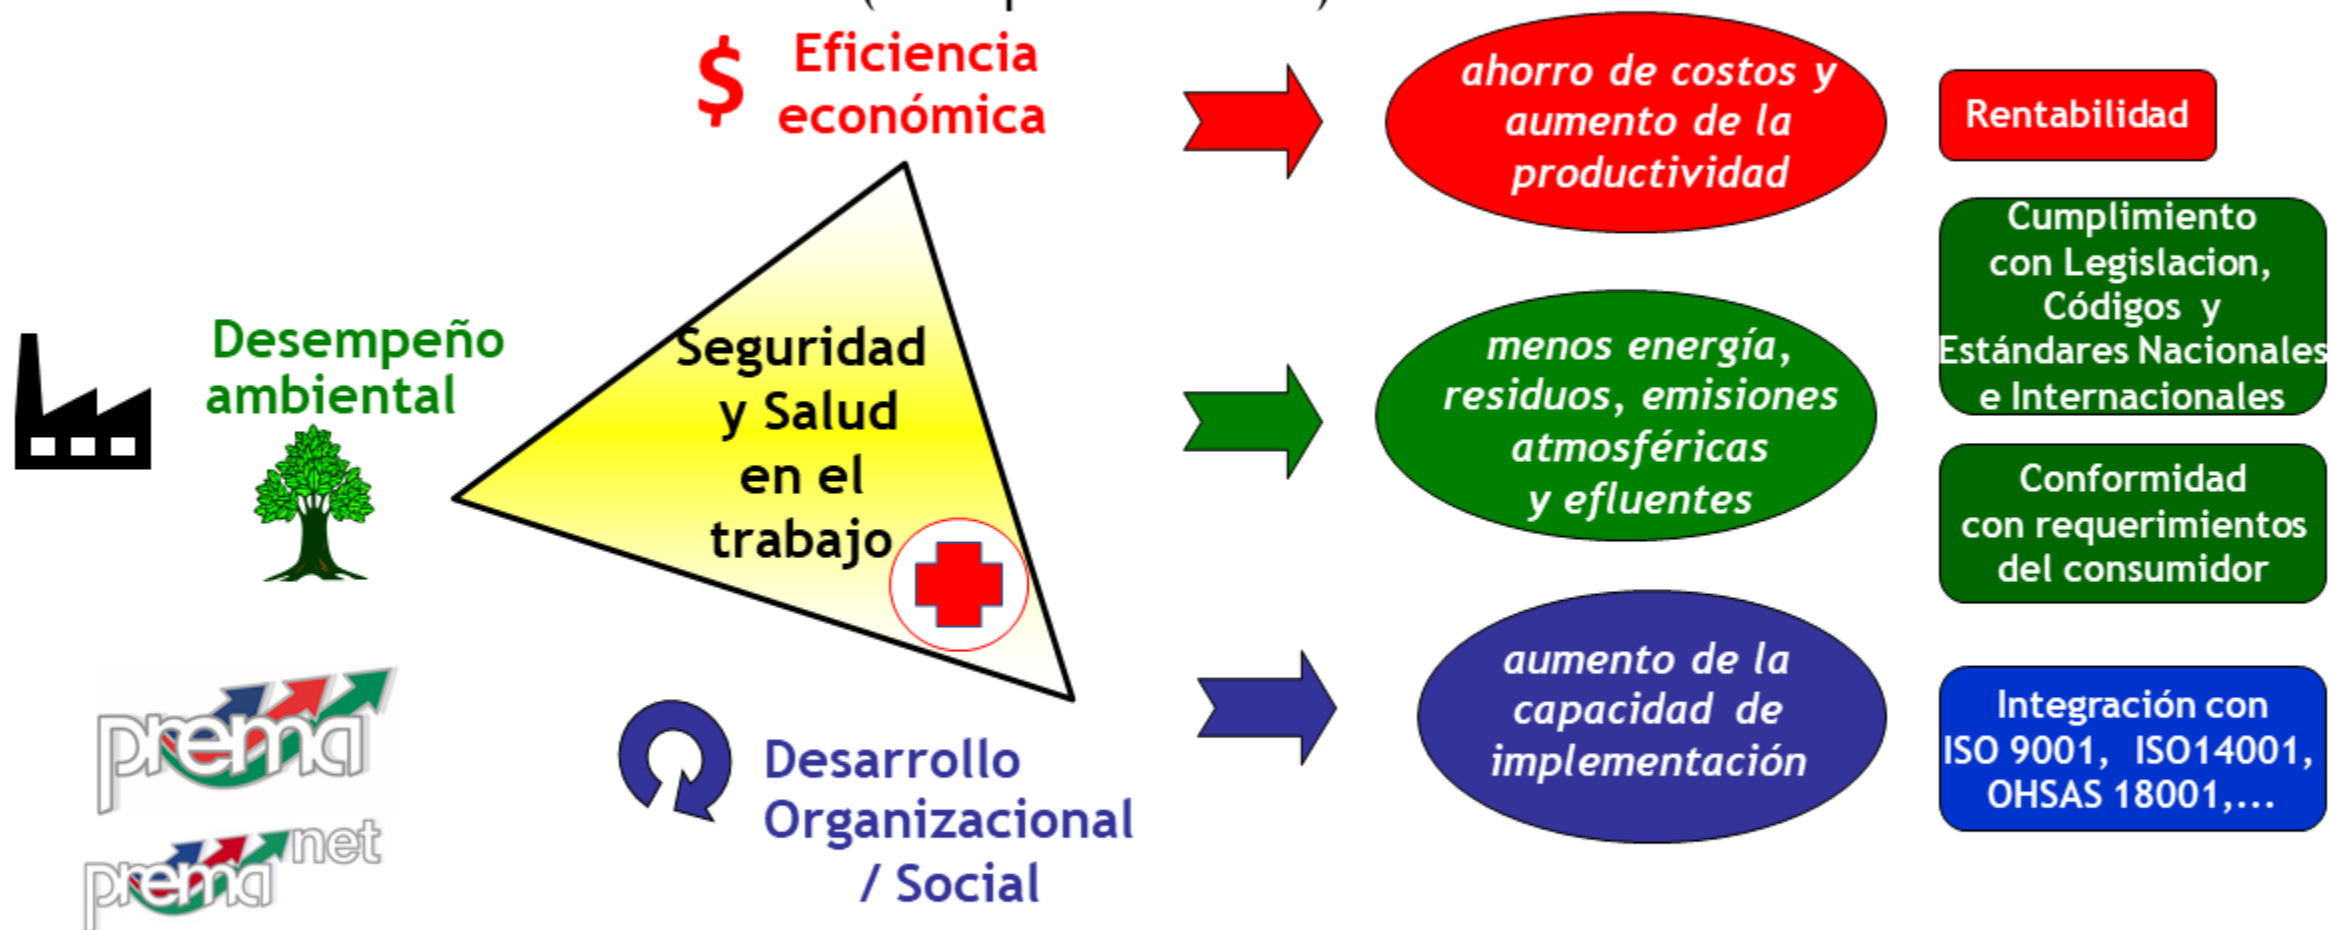 $
Eficiencia
económica
ahorro de costos y
aumento de la
productividad
Rentabilidad
Cumplimiento
con Legislacion,
Códigos y
Estándares Nacionales
e Internacionales
Desempeño
ambiental
Seguridad
y Salud
en el
trabajo
menos energía,
residuos, emisiones
atmosféricas
y efluentes
Conformidad
con requerimientos
del consumidor
aumento de la
capacidad de
implementación
Integración con
ISO 9001, ISO14001,
OHSAS 18001,...
Desarrollo
Organizacional
/ Social
prema
prema net